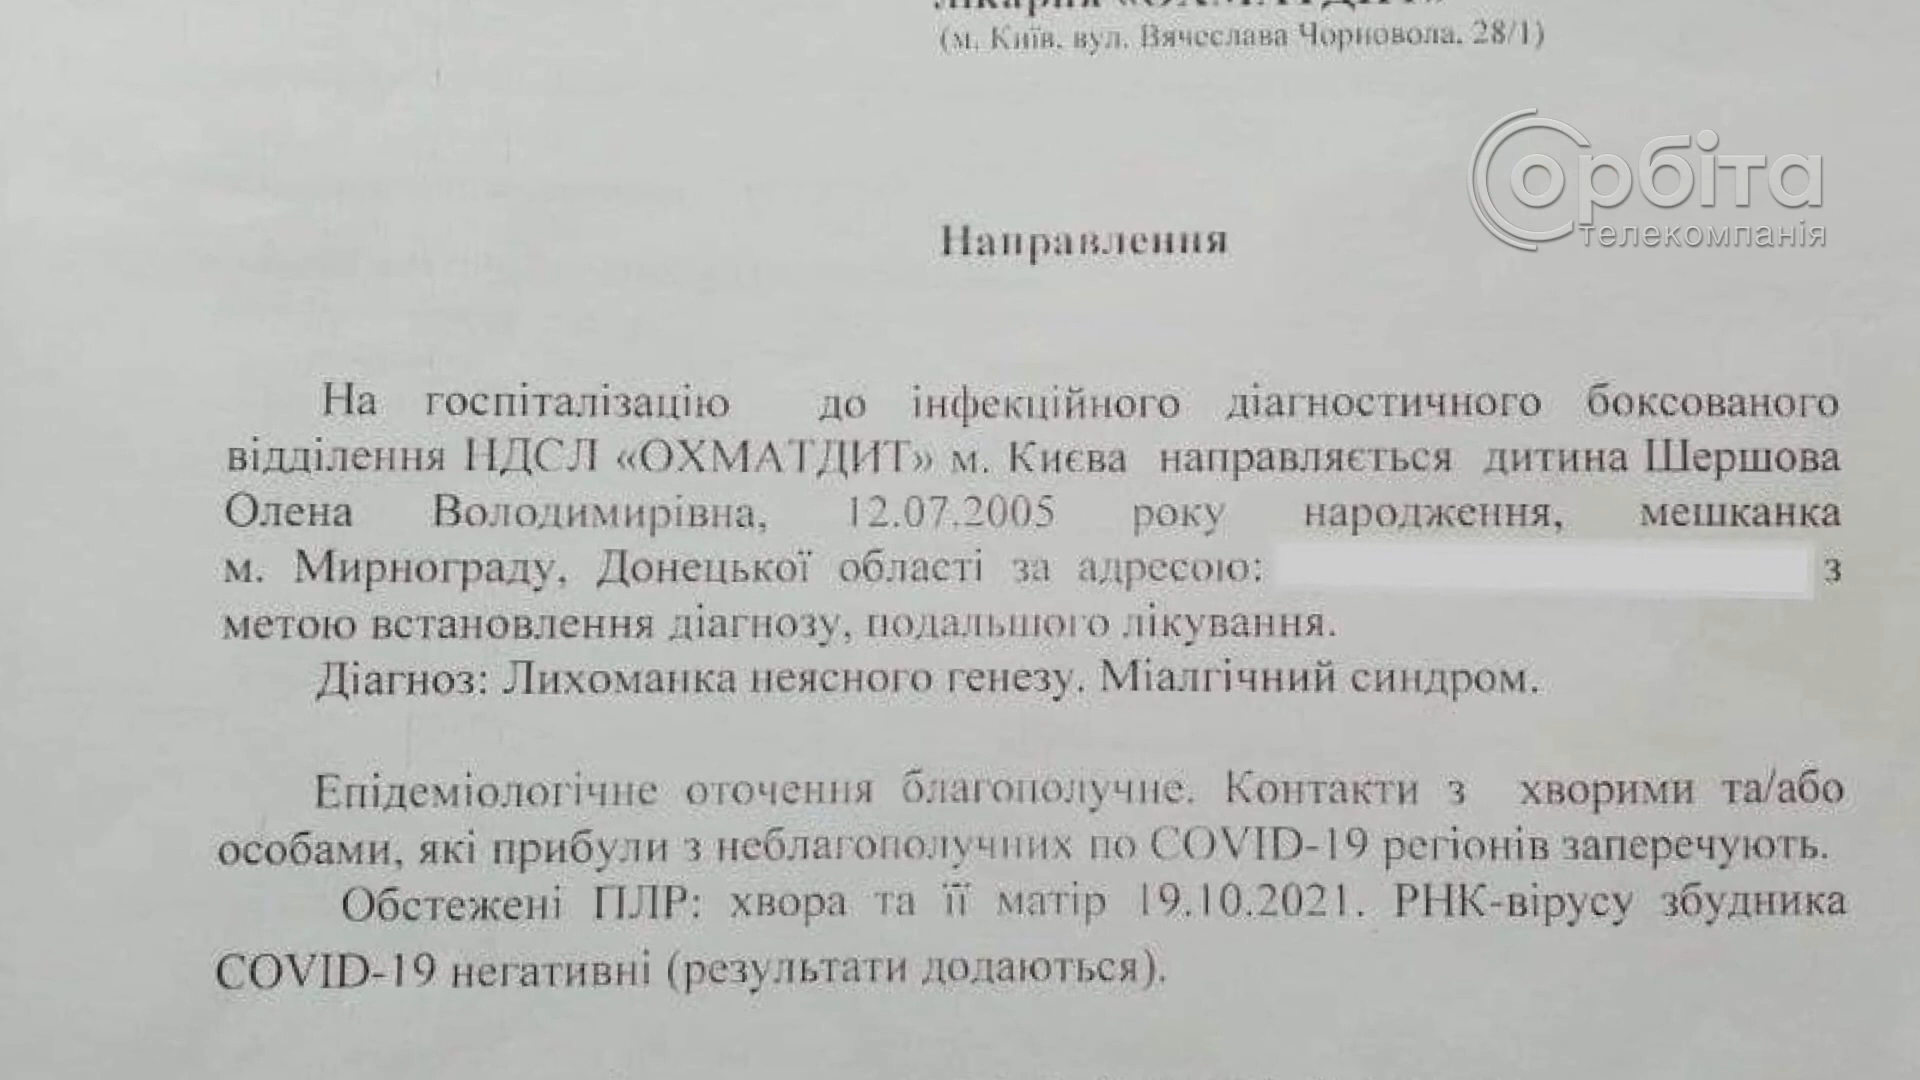 лікарня «ОХМАТДИТ»
(м. Київ, вул. Вячеслава Чорновола, 28/1)
орбіта
телекомпанія
Направлення
На госпіталізацію до інфекційного діагностичного боксованого
відділення НДСЛ «ОХМАТДИТ» м. Києва направляється дитина Шершова
Олена Володимирівна, 12.07.2005 року народження, мешканка
м. Мирнограду, Донецької області за адресою: з
метою встановлення діагнозу, подальшого лікування.
Діагноз: Лихоманка неясного генезу. Міалгічний синдром.
Епідеміологічне оточення благополучне. Контакти з хворими та/або
особами, які прибули з неблагополучних по COVID-19 регіонів заперечують.
Обстежені ПЛР: хвора та її матір 19.10.2021. РНК-вірусу збудника
COVID-19 негативні (результати додаються).